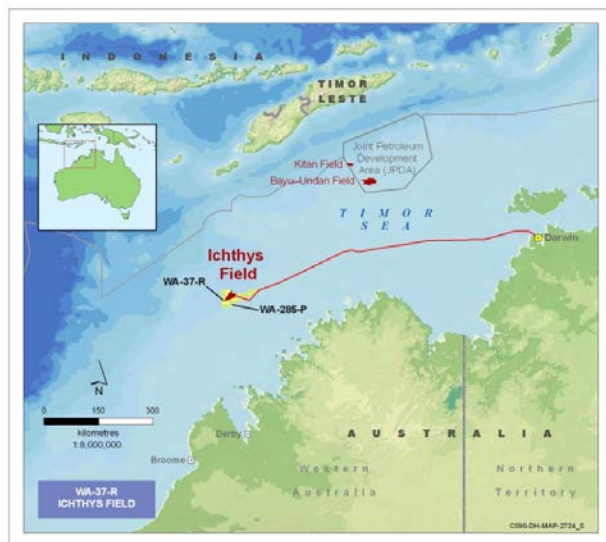 I N D O N E S I A
TIMOR
LESTE
Joint Petroleum
Development
Area (JPDA)
Kitan Field
Bayu-Undan Field
T I M O R
S E A
Darwin
Ichthys
Field
WA-37-R
WA-285-P
N
0 150 300
kilometres
1:8,000,000
Derby
Broome
A U S T R A L I A
Western
Australia
Northern
Territory
WA-37-R
ICHTHYS FIELD
C090-DH-MAP-2724_0